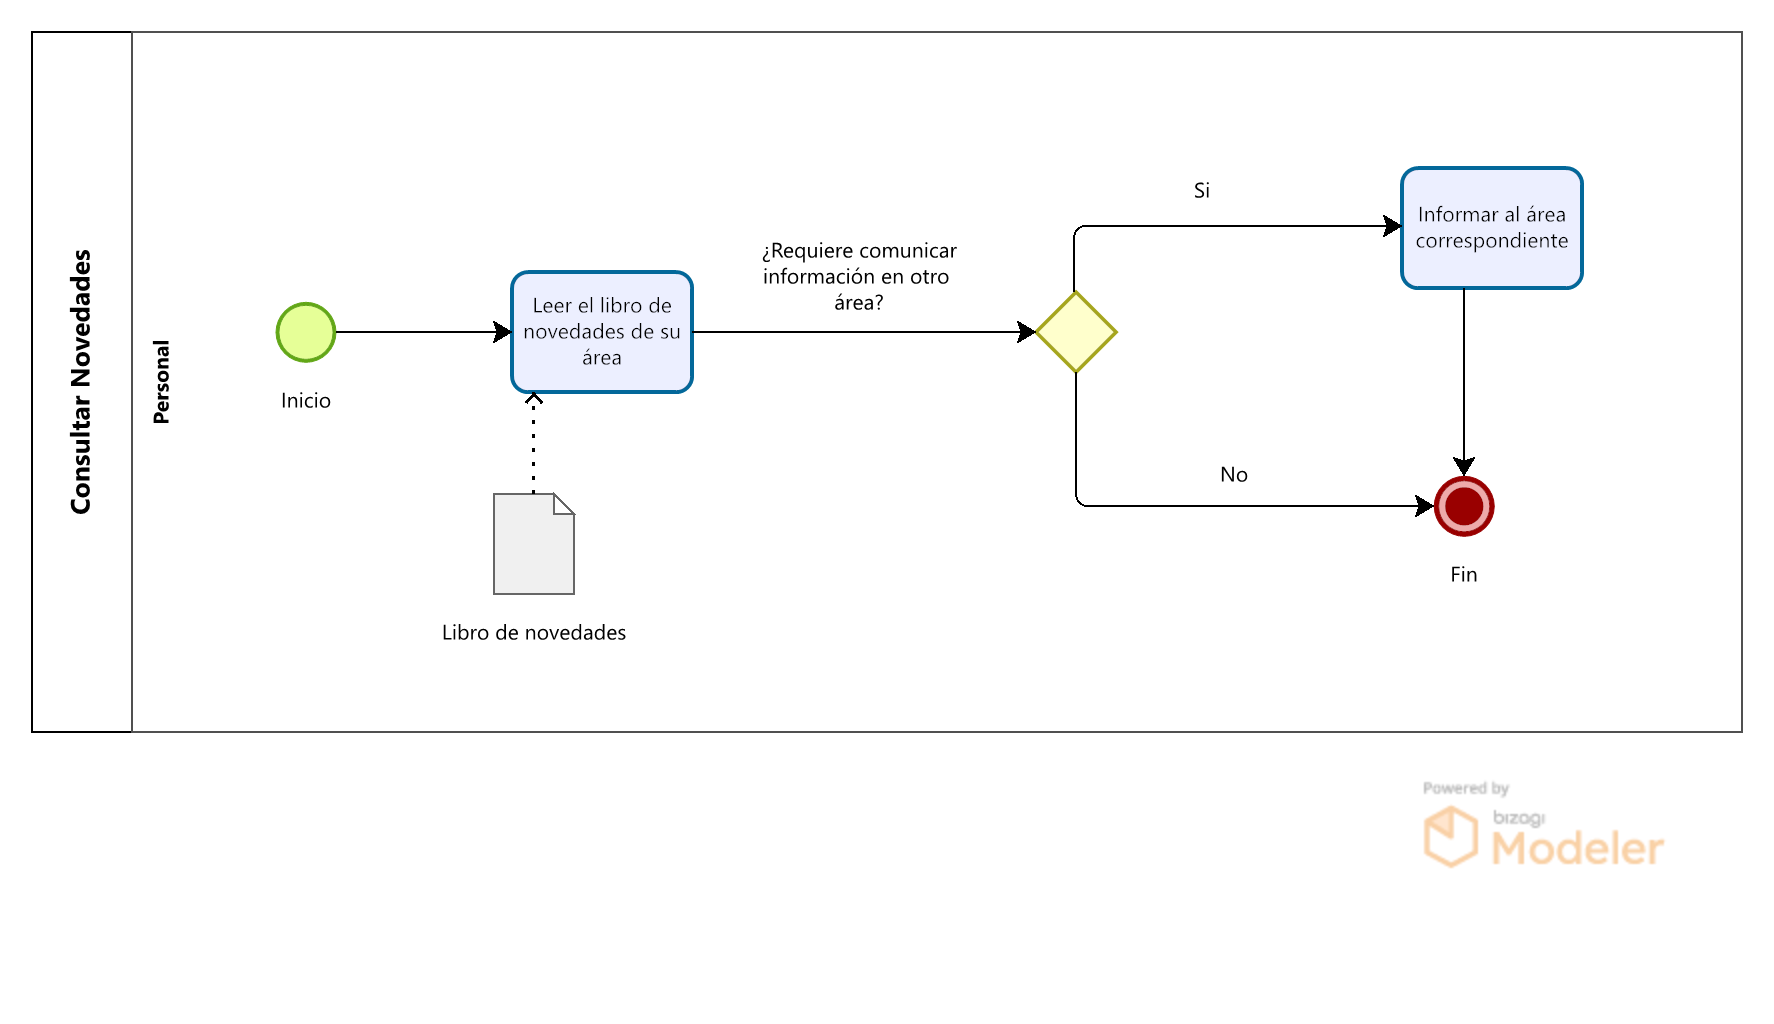 Consultar Novedades
Personal
Inicio
Leer el libro de
novedades de su
área
Libro de novedades
¿Requiere comunicar
información en otro
área?
Si
No
Informar al área
correspondiente
Fin
Powered by
bizagi
Modeler